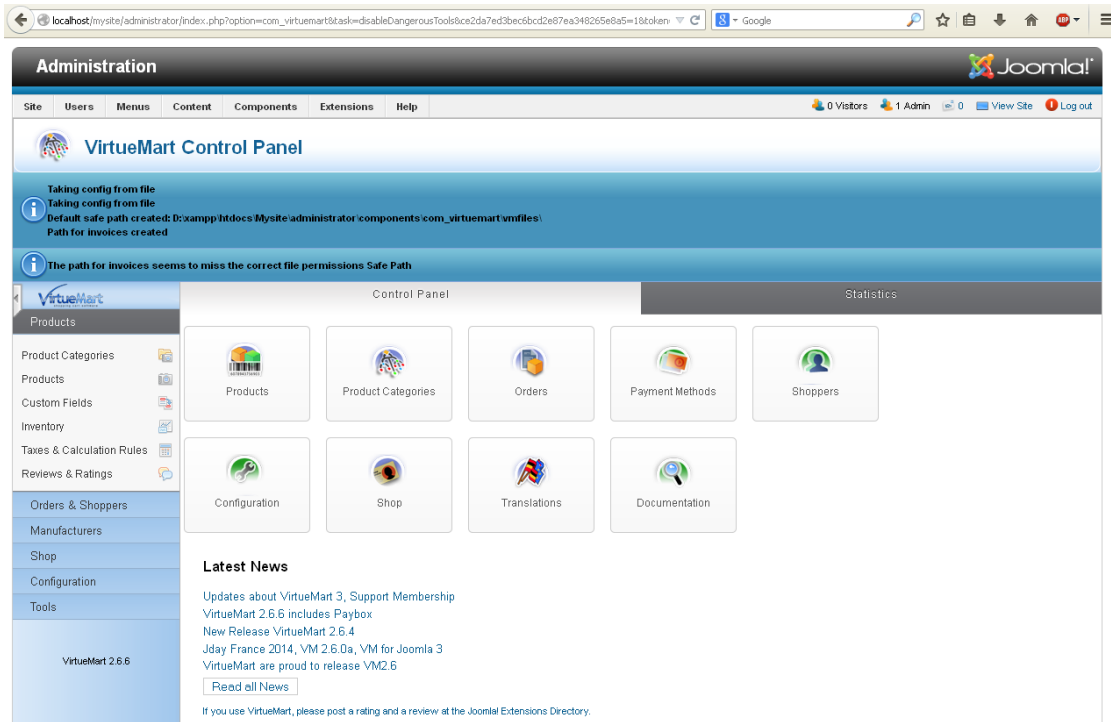 localhost/mysite/administrator/index.php?option=com_virtuemart&task=disableDangerousTools&ce2da7ed3bec6bcd2e87ea348265e8a5=1&token
Google
Administration
Joomla!
Site Users Menus Content Components Extensions Help
0 Visitors 1 Admin 0 View Site Log out
VirtueMart Control Panel
Taking config from file
Taking config from file
Default safe path created: D:\xampp\htdocs\Mysite\administrator\components\com_virtuemart\vmfiles\
Path for invoices created
The path for invoices seems to miss the correct file permissions Safe Path
VirtueMart
Control Panel
Statistics
Products
Product Categories
Products
Custom Fields
Inventory
Taxes & Calculation Rules
Reviews & Ratings
Orders & Shoppers
Manufacturers
Shop
Configuration
Tools
VirtueMart 2.6.6
Products
Product Categories
Orders
Payment Methods
Shoppers
Configuration
Shop
Translations
Documentation
Latest News
Updates about VirtueMart 3, Support Membership
VirtueMart 2.6.6 includes Paybox
New Release VirtueMart 2.6.4
Jday France 2014, VM 2.6.0a, VM for Joomla 3
VirtueMart are proud to release VM2.6
Read all News
If you use VirtueMart, please post a rating and a review at the Joomla! Extensions Directory.